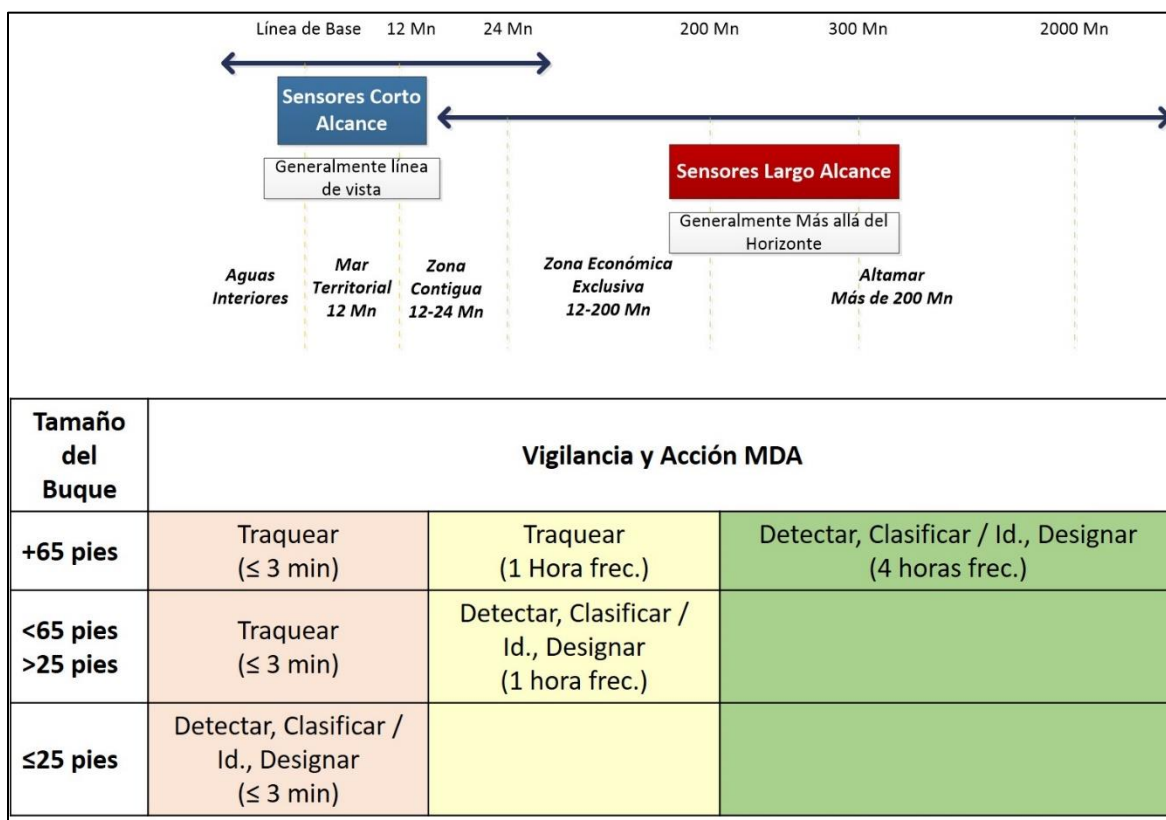 Línea de Base 12 Mn 24 Mn 200 Mn 300 Mn 2000 Mn
Sensores Corto
Alcance
Generalmente línea
de vista
Sensores Largo Alcance
Generalmente Más allá del
Horizonte
Aguas
Interiores
Mar
Territorial
12 Mn
Zona
Contigua
12-24 Mn
Zona Económica
Exclusiva
12-200 Mn
Altamar
Más de 200 Mn
Tamaño
del
Buque
Vigilancia y Acción MDA
+65 pies
Traquear
(≤ 3 min)
Traquear
(1 Hora frec.)
Detectar, Clasificar / Id., Designar
(4 horas frec.)
<65 pies
>25 pies
Traquear
(≤ 3 min)
Detectar, Clasificar /
Id., Designar
(1 hora frec.)
≤25 pies
Detectar, Clasificar /
Id., Designar
(≤ 3 min)